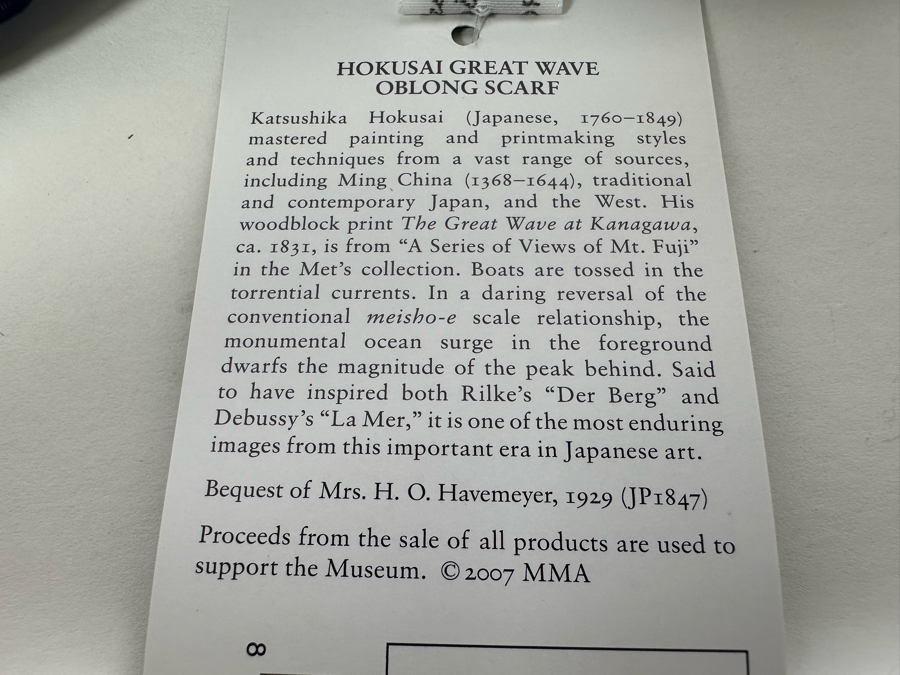 HOKUSAI GREAT WAVE
OBLONG SCARF
Katsushika Hokusai (Japanese, 1760–1849)
mastered painting and printmaking styles
and techniques from a vast range of sources,
including Ming China (1368–1644), traditional
and contemporary Japan, and the West. His
woodblock print The Great Wave at Kanagawa,
ca. 1831, is from “A Series of Views of Mt. Fuji”
in the Met’s collection. Boats are tossed in the
torrential currents. In a daring reversal of the
conventional meisho-e scale relationship, the
monumental ocean surge in the foreground
dwarfs the magnitude of the peak behind. Said
to have inspired both Rilke’s “Der Berg” and
Debussy’s “La Mer,” it is one of the most enduring
images from this important era in Japanese art.
Bequest of Mrs. H. O. Havemeyer, 1929 (JP1847)
Proceeds from the sale of all products are used to
support the Museum. © 2007 MMA
8